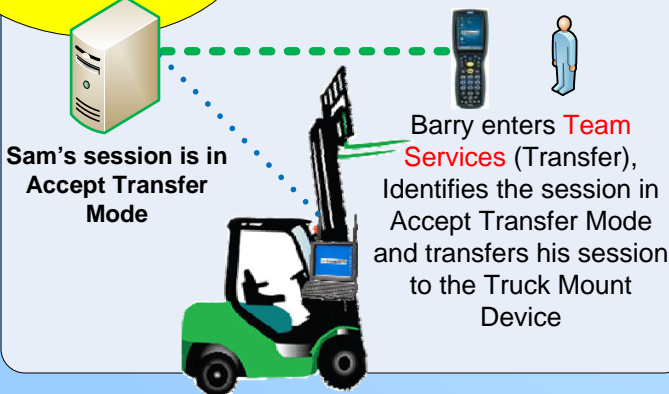 Sam's session is in
Accept Transfer
Mode
Barry enters Team
Services (Transfer),
Identifies the session in
Accept Transfer Mode
and transfers his session
to the Truck Mount
Device